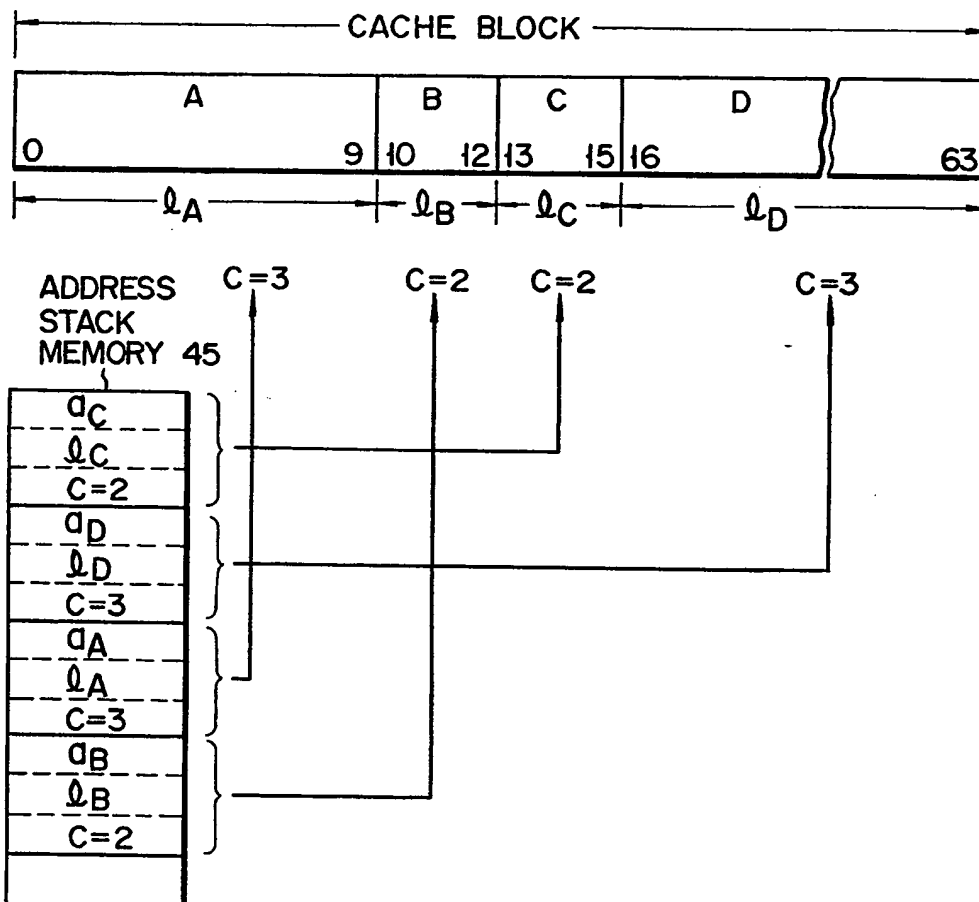 CACHE BLOCK
A B C D
0 9 10 12 13 15 16 63
ℓA ℓB ℓC ℓD
C=3 C=2 C=2 C=3
ADDRESS
STACK
MEMORY 45
aC
ℓC
C=2
aD
ℓD
C=3
aA
ℓA
C=3
aB
ℓB
C=2